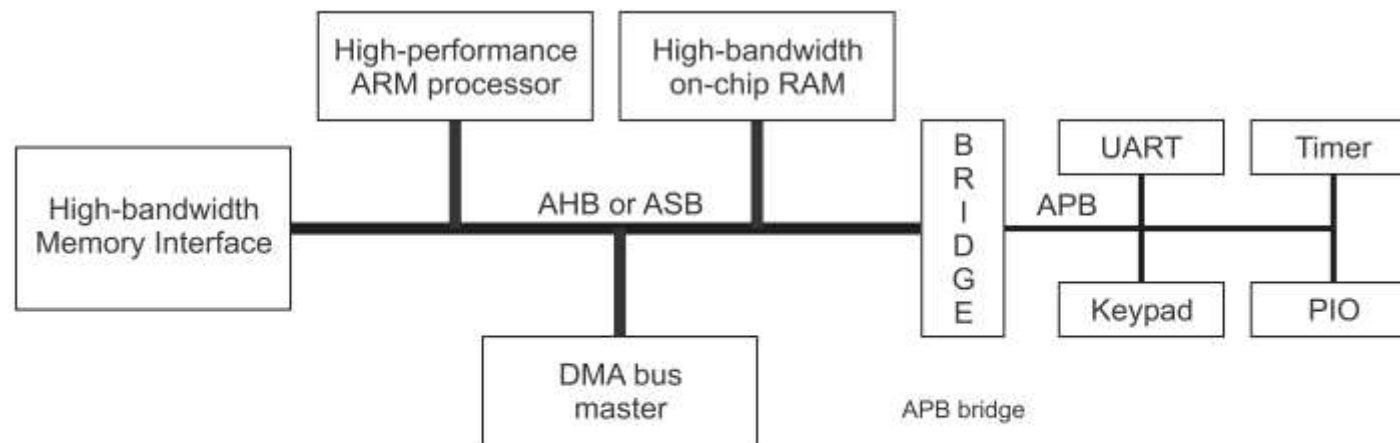 High-performance
ARM processor
High-bandwidth
on-chip RAM
High-bandwidth
Memory Interface
AHB or ASB
B
R
I
D
G
E
APB
UART
Timer
Keypad
PIO
DMA bus
master
APB bridge